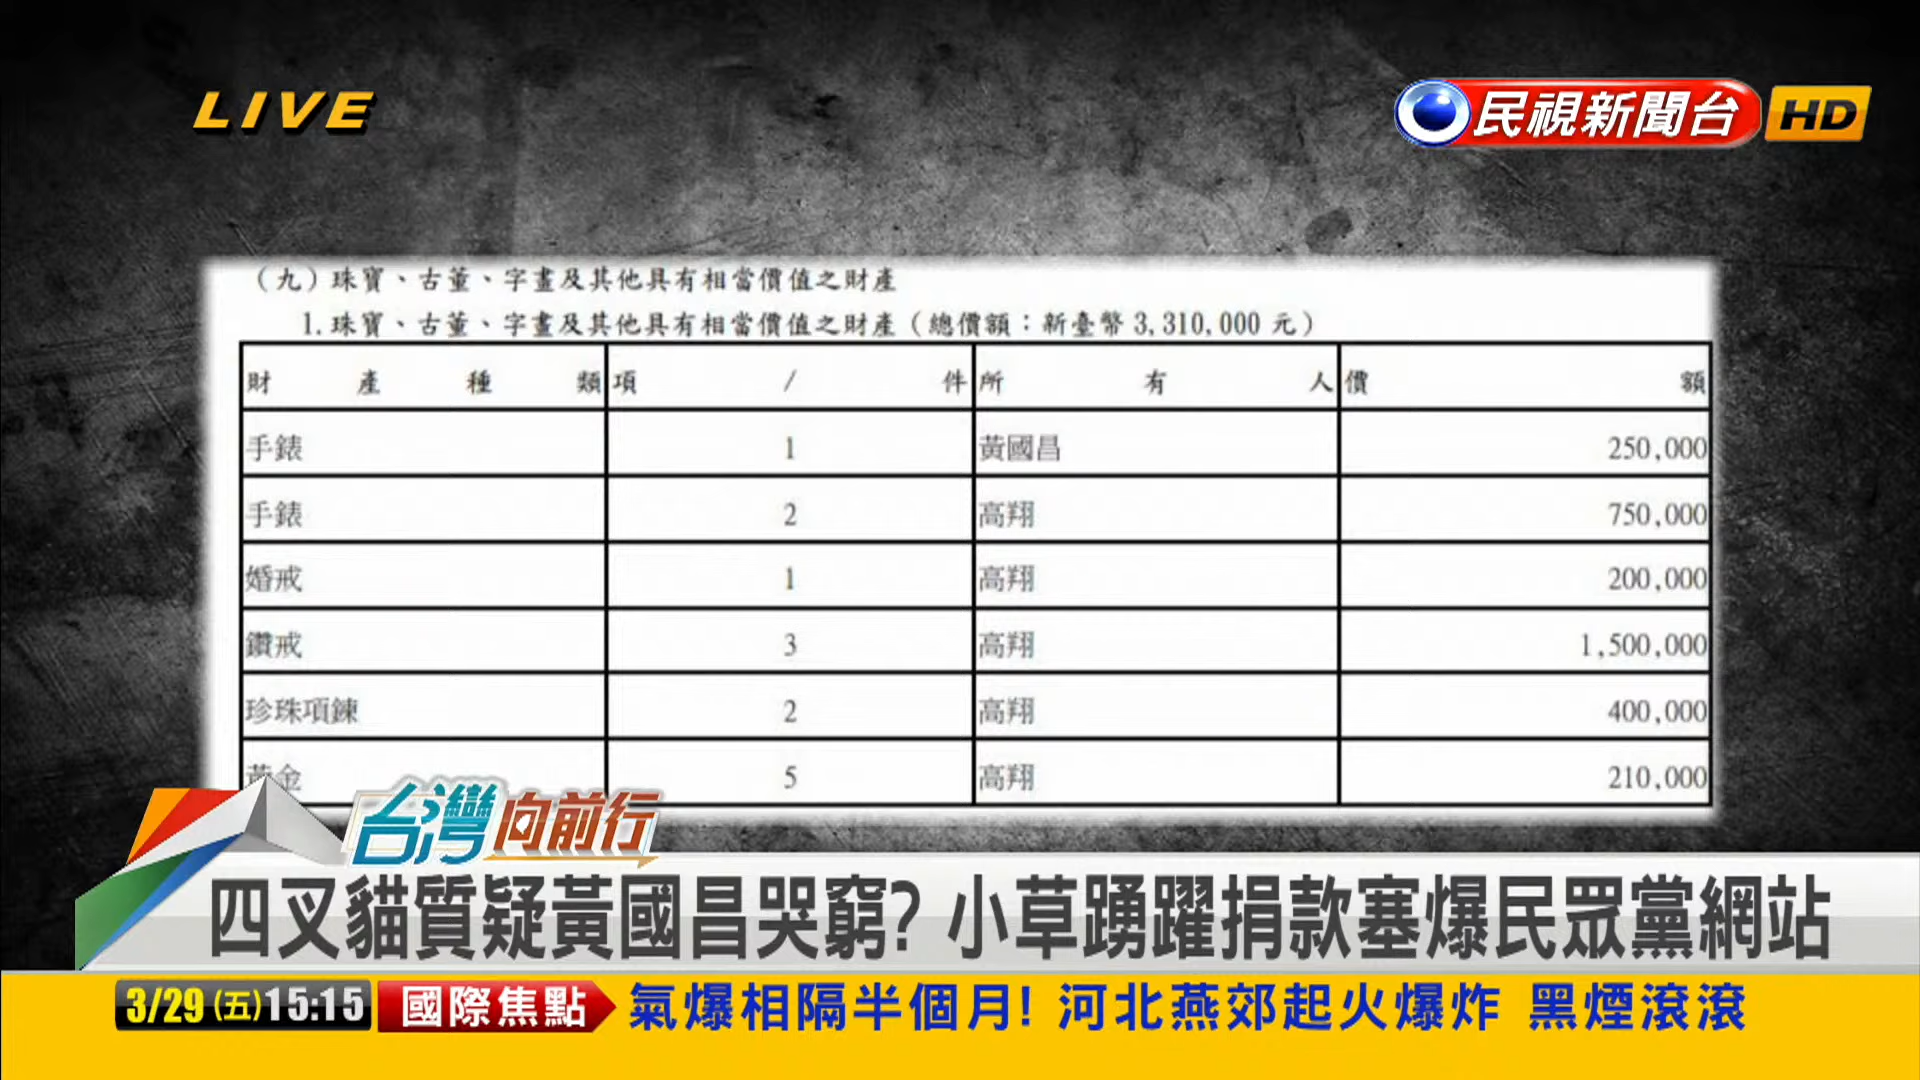 LIVE
民視新聞台 HD
(九)珠寶、古董、字畫及其他具有相當價值之財產
1.珠寶、古董、字畫及其他具有相當價值之財產(總價額：新臺幣 3,310,000 元)
財產種類 項/件 所有人 價額
手錶 1 黃國昌 250,000
手錶 2 高翔 750,000
婚戒 1 高翔 200,000
鑽戒 3 高翔 1,500,000
珍珠項鍊 2 高翔 400,000
黃金 5 高翔 210,000
台灣向前行
四叉貓質疑黃國昌哭窮? 小草踴躍捐款塞爆民眾黨網站
3/29(五)15:15 國際焦點 氣爆相隔半個月! 河北燕郊起火爆炸 黑煙滾滾